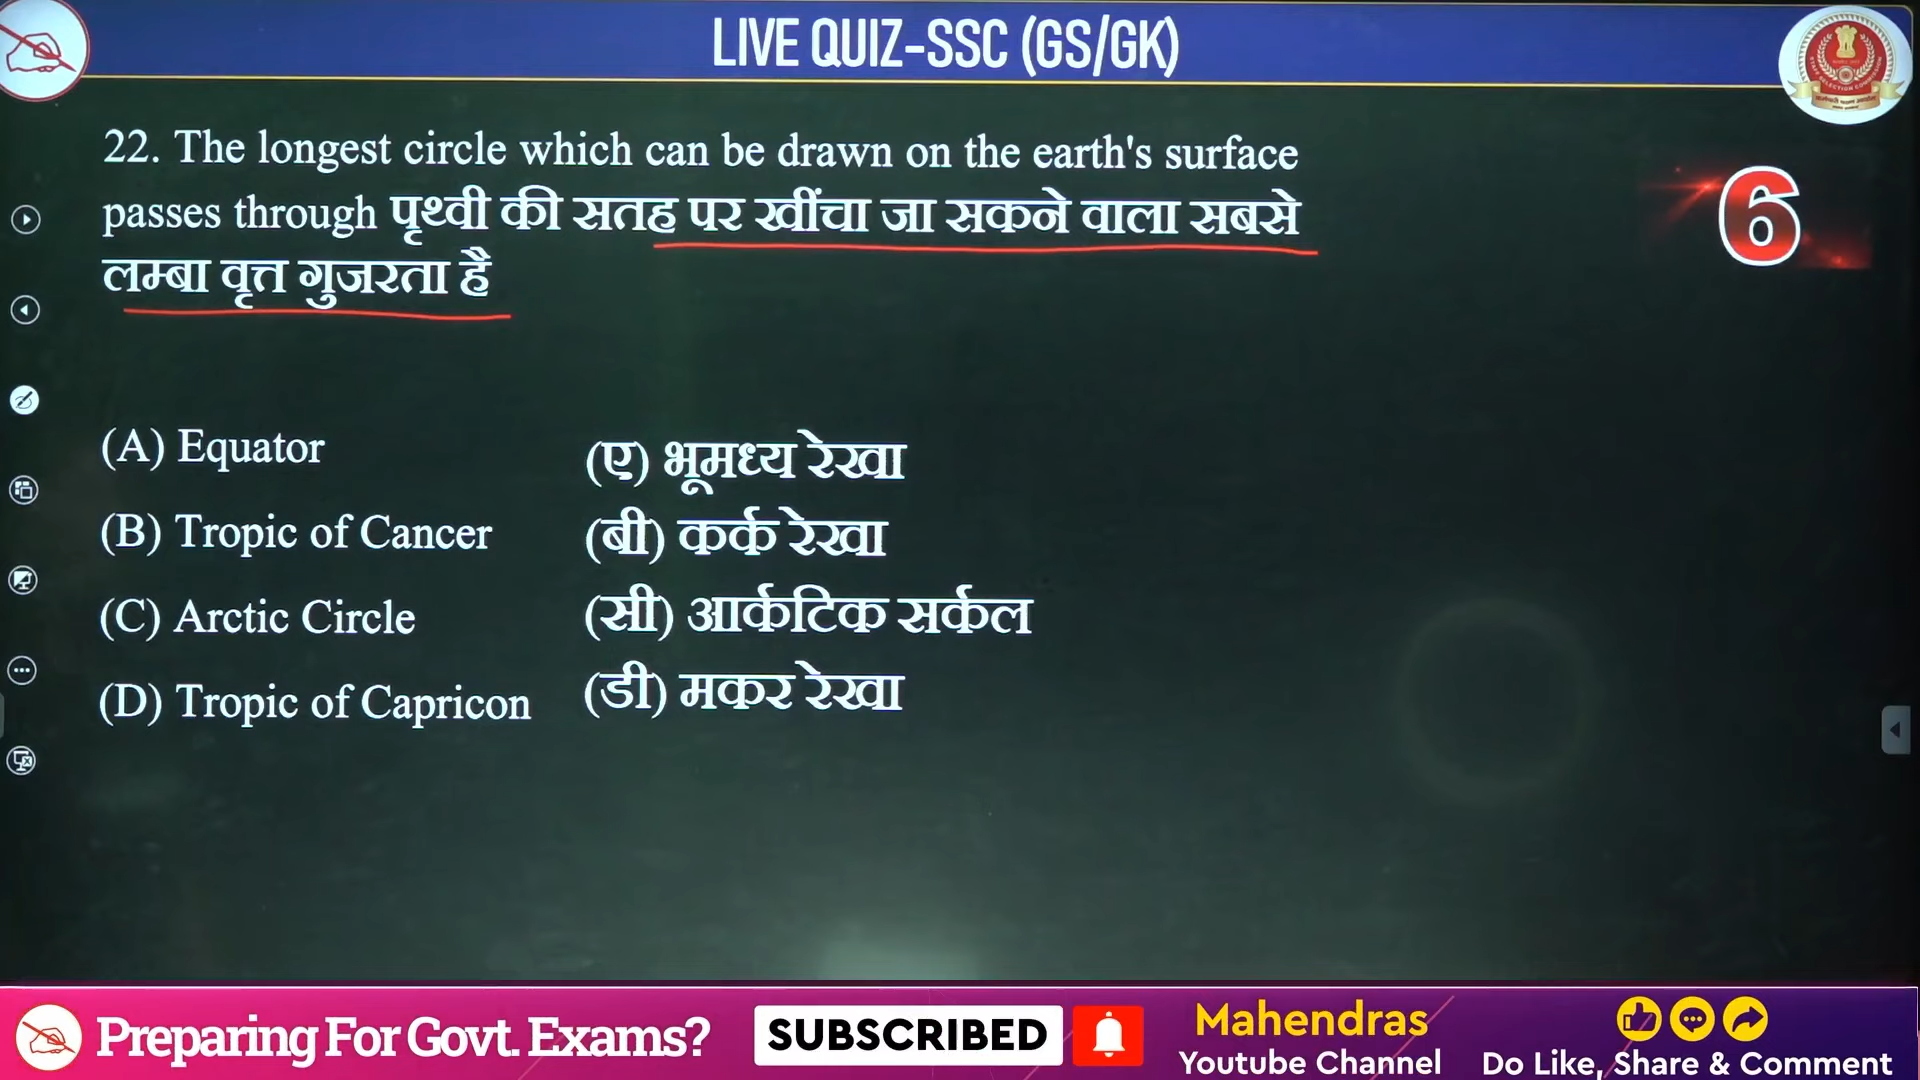 LIVE QUIZ-SSC (GS/GK)
6
22. The longest circle which can be drawn on the earth's surface
passes through पृथ्वी की सतह पर खींचा जा सकने वाला सबसे
लम्बा वृत्त गुजरता है
(A) Equator
(B) Tropic of Cancer
(C) Arctic Circle
(D) Tropic of Capricon
(ए) भूमध्य रेखा
(बी) कर्क रेखा
(सी) आर्कटिक सर्कल
(डी) मकर रेखा
Preparing For Govt. Exams?
SUBSCRIBED
Mahendras
Youtube Channel
Do Like, Share & Comment